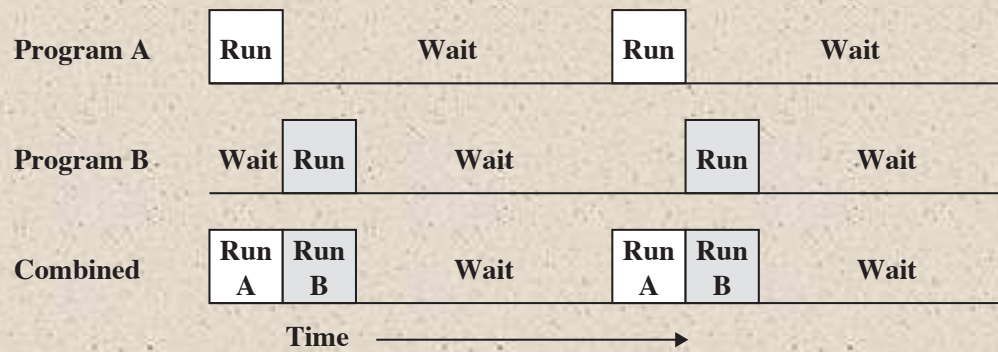 Program A Run Wait Run Wait
Program B Wait Run Wait Run Wait
Combined Run A Run B Wait Run A Run B Wait
Time